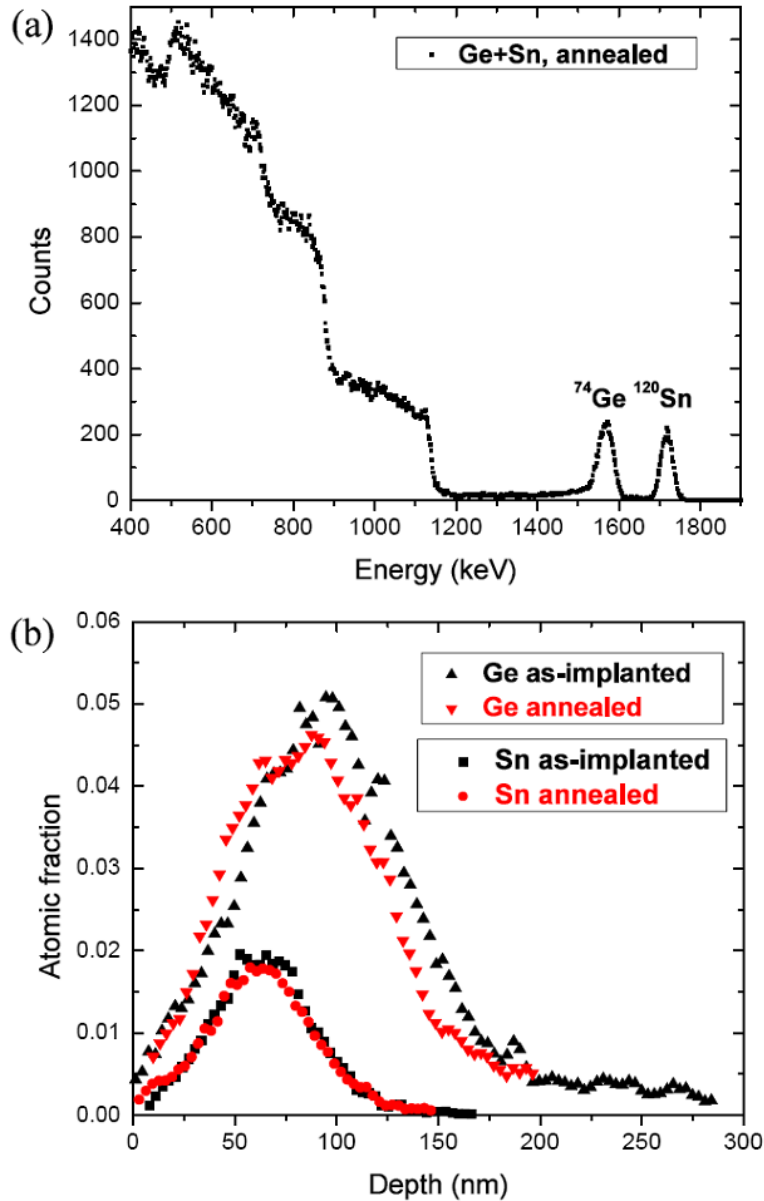 (a)
Ge+Sn, annealed
1400
1200
1000
800
600
400
200
0
Counts
⁷⁴Ge ¹²⁰Sn
400 600 800 1000 1200 1400 1600 1800
Energy (keV)
(b)
0.06
0.05
0.04
0.03
0.02
0.01
0.00
Atomic fraction
Ge as-implanted
Ge annealed
Sn as-implanted
Sn annealed
0 50 100 150 200 250 300
Depth (nm)